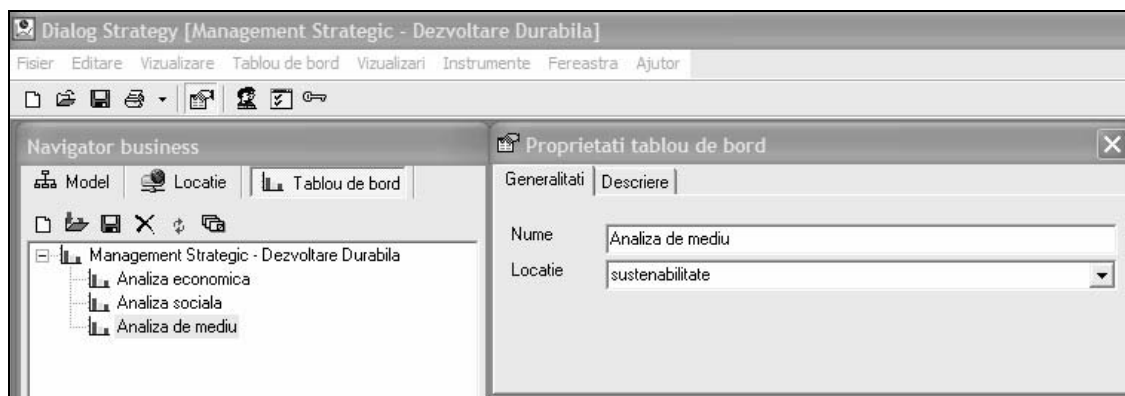 Dialog Strategy [Management Strategic - Dezvoltare Durabila]
Fisier Editare Vizualizare Tablou de bord Vizualizari Instrumente Fereastra Ajutor
Navigator business
Model Locatie Tablou de bord
Management Strategic - Dezvoltare Durabila
Analiza economica
Analiza sociala
Analiza de mediu
Proprietati tablou de bord
Generalitati Descriere
Nume Analiza de mediu
Locatie sustenabilitate